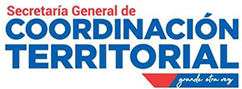 Secretaría General de
COORDINACIÓN
TERRITORIAL
grande otra vez